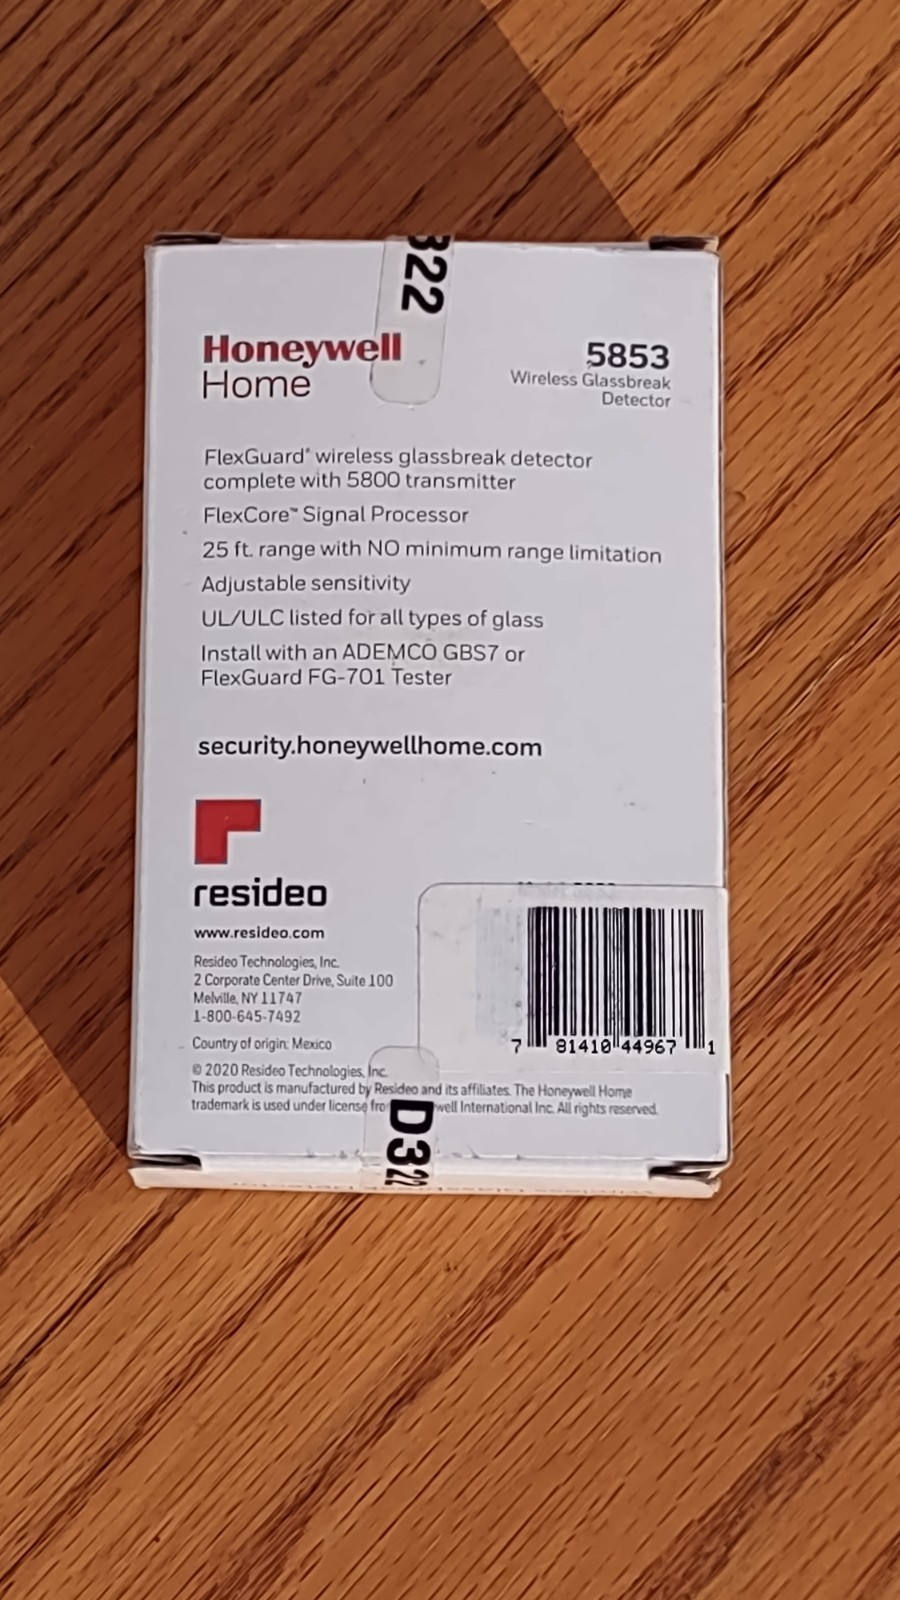 322
Honeywell
Home
5853
Wireless Glassbreak
Detector
FlexGuard® wireless glassbreak detector
complete with 5800 transmitter
FlexCore™ Signal Processor
25 ft. range with NO minimum range limitation
Adjustable sensitivity
UL/ULC listed for all types of glass
Install with an ADEMCO GBS7 or
FlexGuard FG-701 Tester
security.honeywellhome.com
resideo
www.resideo.com
Resideo Technologies, Inc.
2 Corporate Center Drive, Suite 100
Melville, NY 11747
1-800-645-7492
Country of origin: Mexico
7 81410 44967 1
© 2020 Resideo Technologies, Inc.
This product is manufactured by Resideo and its affiliates. The Honeywell Home
trademark is used under license fro well International Inc. All rights reserved.
D322